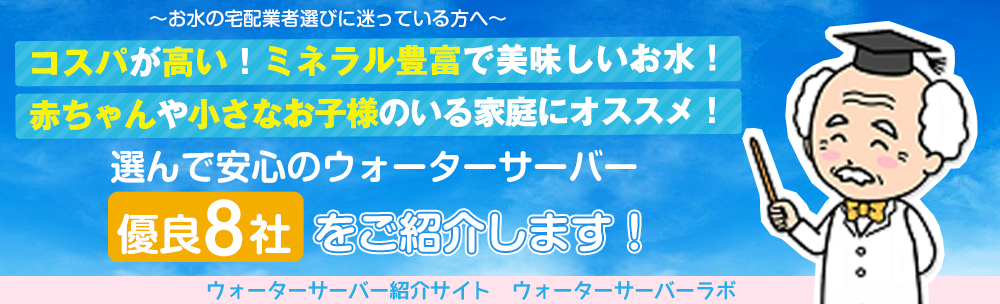 ～お水の宅配業者選びに迷っている方へ～
コスパが高い！ミネラル豊富で美味しいお水！
赤ちゃんや小さなお子様のいる家庭にオススメ！
選んで安心のウォーターサーバー
優良8社をご紹介します！
ウォーターサーバー紹介サイト　ウォーターサーバーラボ